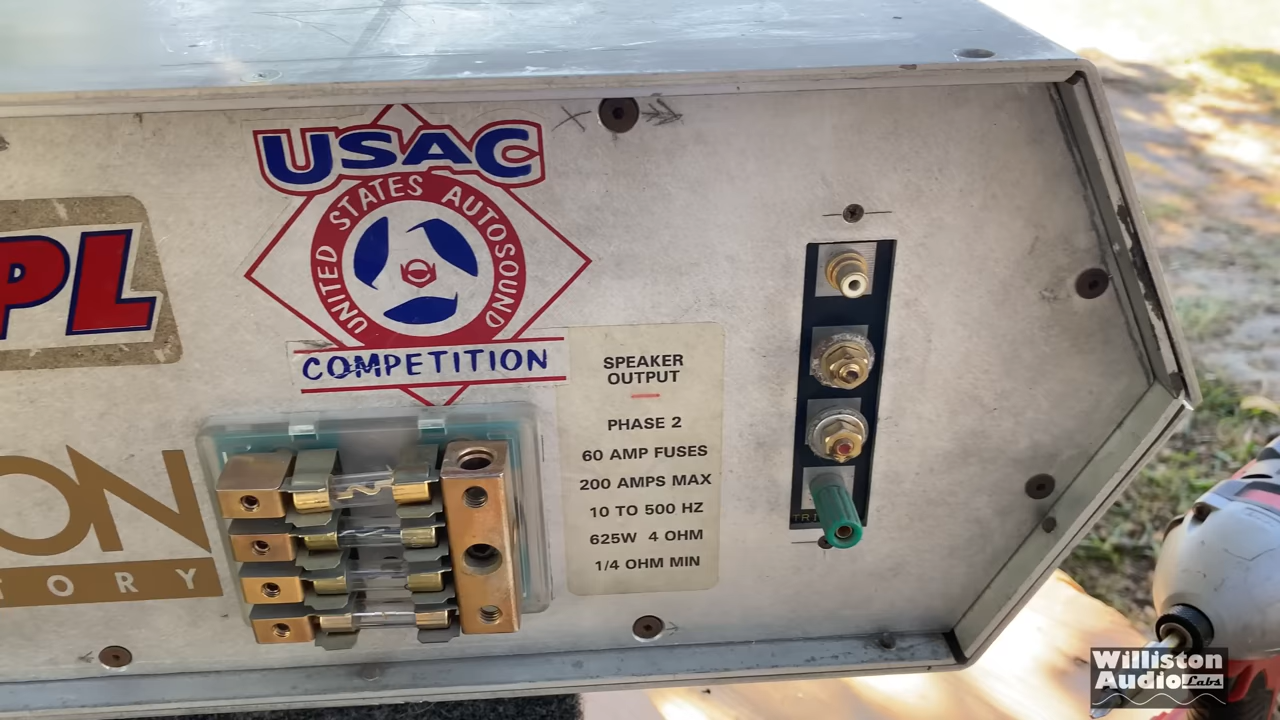 USAC
UNITED STATES AUTOSOUND
COMPETITION
PL
SPEAKER
OUTPUT
PHASE 2
60 AMP FUSES
200 AMPS MAX
10 TO 500 HZ
625W 4 OHM
1/4 OHM MIN
ON
TORY
Williston
Audio Labs